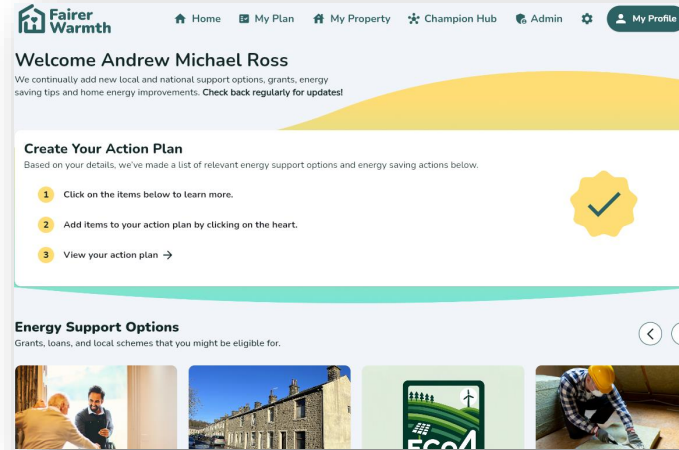 Fairer
Warmth
Home
My Plan
My Property
Champion Hub
Admin
My Profile
Welcome Andrew Michael Ross
We continually add new local and national support options, grants, energy
saving tips and home energy improvements. Check back regularly for updates!
Create Your Action Plan
Based on your details, we've made a list of relevant energy support options and energy saving actions below.
1 Click on the items below to learn more.
2 Add items to your action plan by clicking on the heart.
3 View your action plan →
Energy Support Options
Grants, loans, and local schemes that you might be eligible for.
ECO4